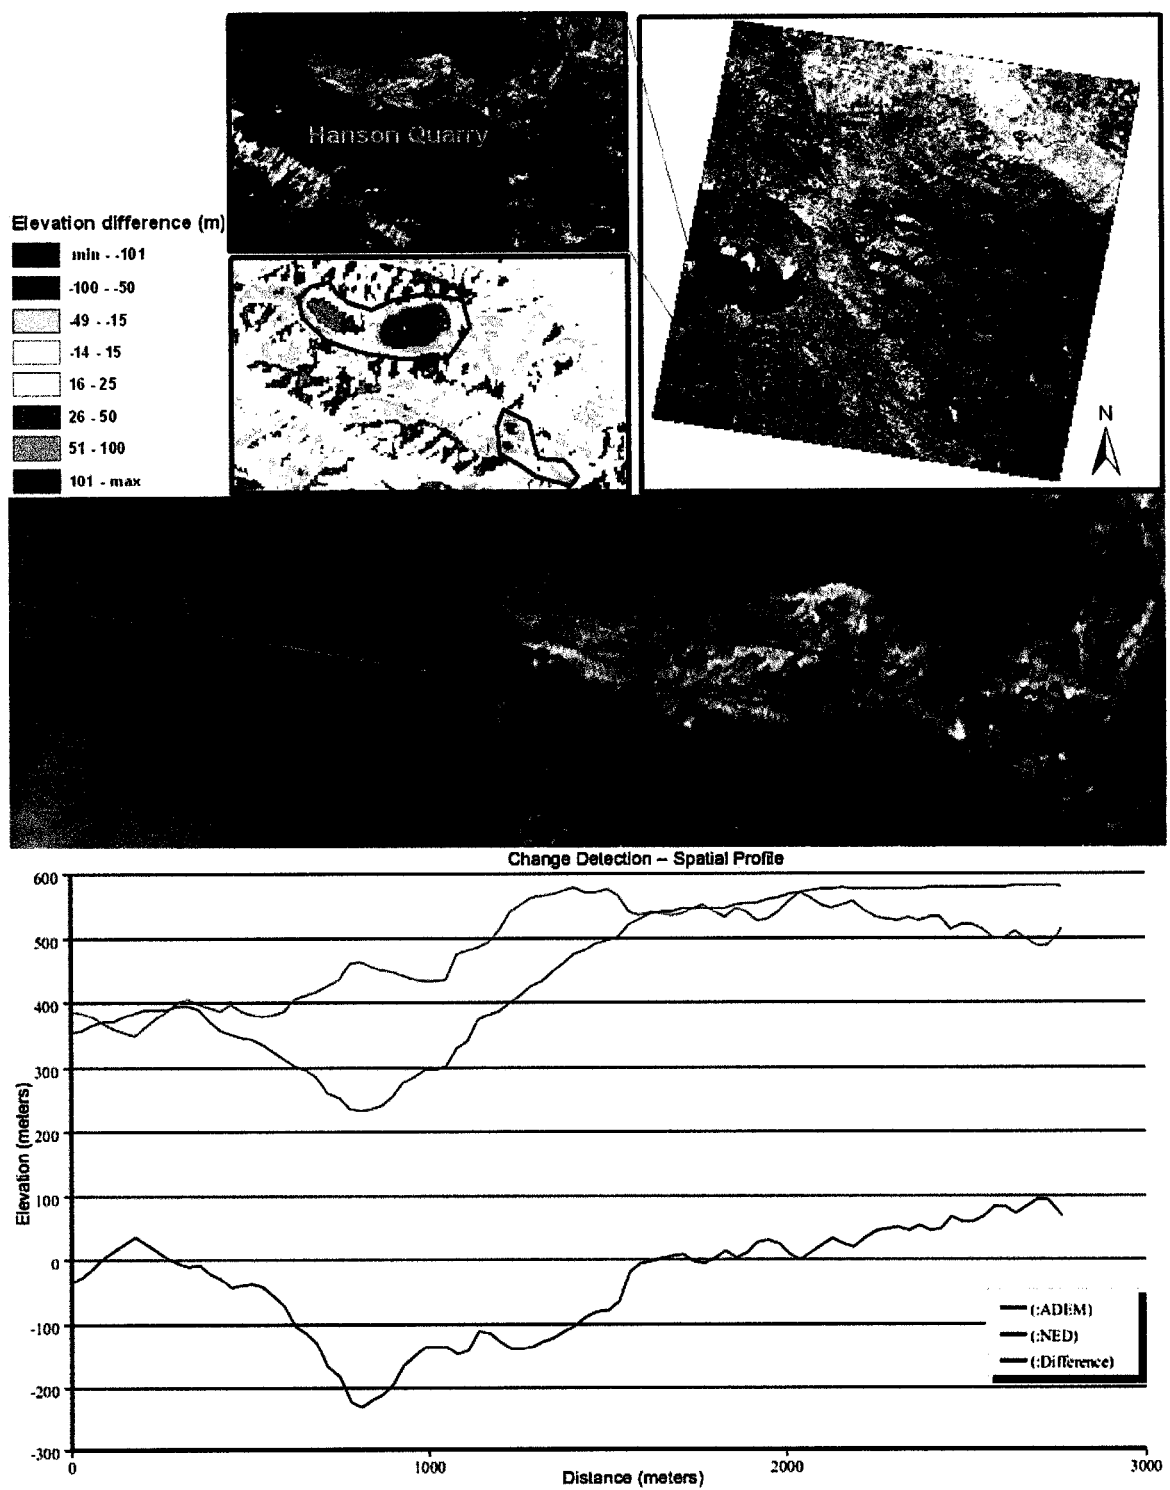 Hanson Quarry
Elevation difference (m)
min - -101
-100 - -50
-49 - -15
-14 - 15
16 - 25
26 - 50
51 - 100
101 - max
N
Change Detection – Spatial Profile
600
500
400
300
200
100
0
-100
-200
-300
Elevation (meters)
0
1000
2000
3000
Distance (meters)
(:ADEM)
(:NED)
(:Difference)